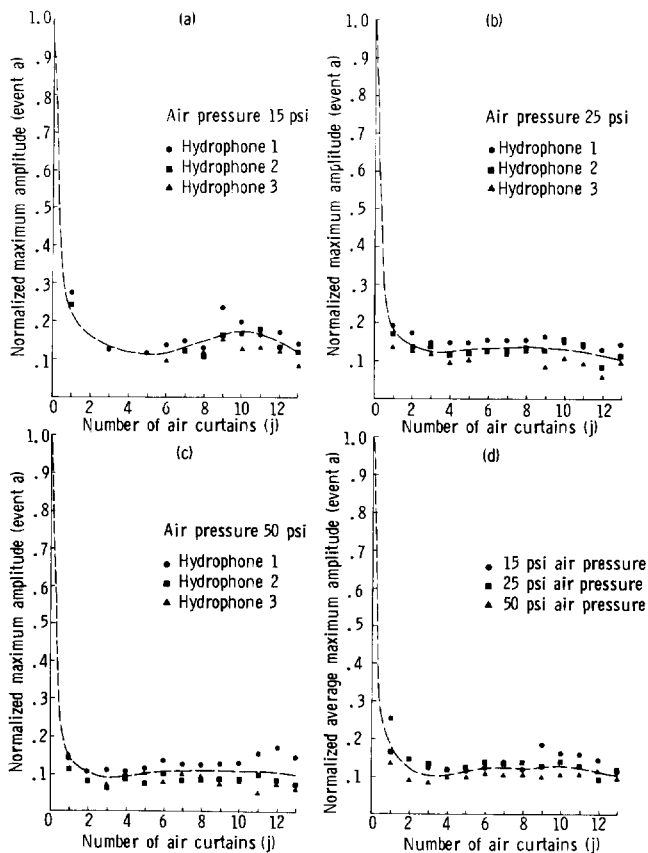 (a)
Normalized maximum amplitude (event a)
1.0
.9
.8
.7
.6
.5
.4
.3
.2
.1
Air pressure 15 psi
Hydrophone 1
Hydrophone 2
Hydrophone 3
0 2 4 6 8 10 12
Number of air curtains (j)
(b)
Normalized maximum amplitude (event a)
1.0
.9
.8
.7
.6
.5
.4
.3
.2
.1
Air pressure 25 psi
Hydrophone 1
Hydrophone 2
Hydrophone 3
0 2 4 6 8 10 12
Number of air curtains (j)
(c)
Normalized maximum amplitude (event a)
1.0
.9
.8
.7
.6
.5
.4
.3
.2
.1
Air pressure 50 psi
Hydrophone 1
Hydrophone 2
Hydrophone 3
0 2 4 6 8 10 12
Number of air curtains (j)
(d)
Normalized average maximum amplitude (event a)
1.0
.9
.8
.7
.6
.5
.4
.3
.2
.1
15 psi air pressure
25 psi air pressure
50 psi air pressure
0 2 4 6 8 10 12
Number of air curtains (j)